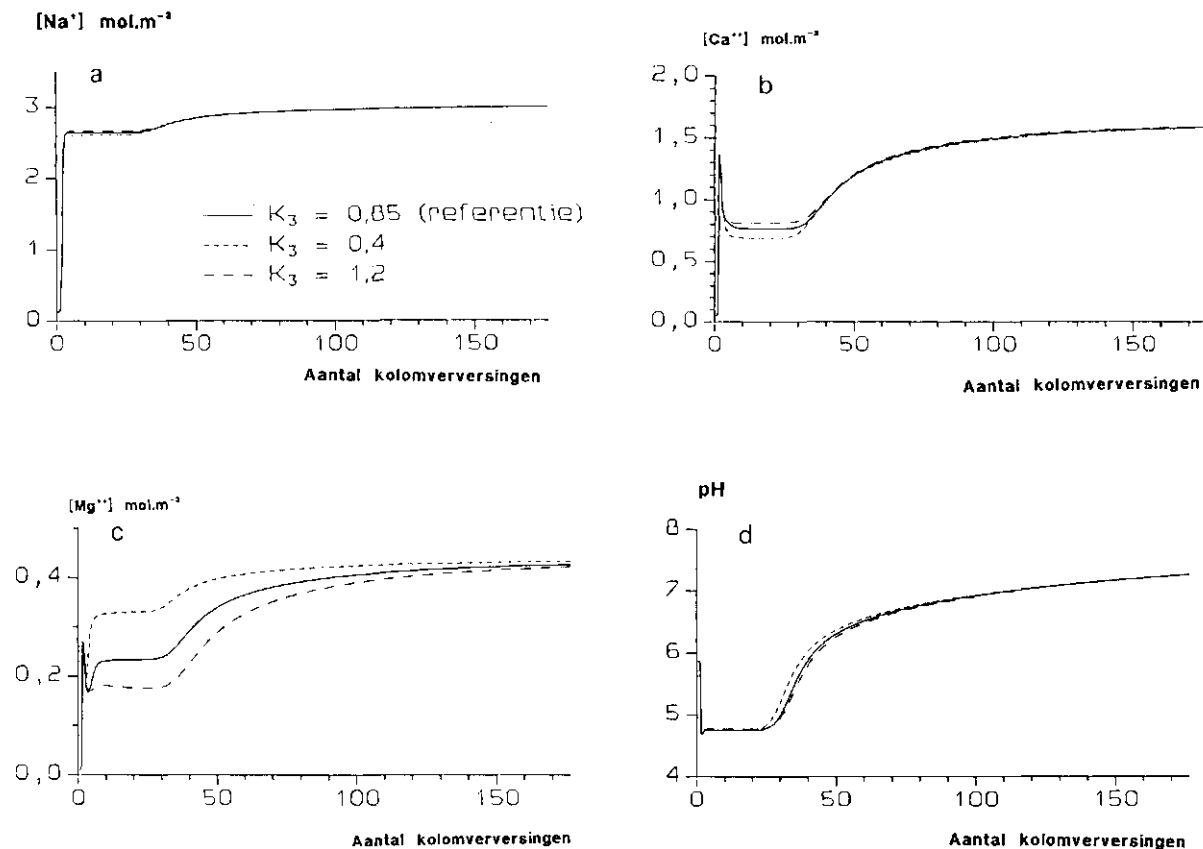 [Na⁺] mol.m⁻³
a
3
2
1
0
K₃ = 0,85 (referentie)
K₃ = 0,4
K₃ = 1,2
0 50 100 150
Aantal kolomverversingen
[Ca⁺⁺] mol.m⁻³
b
2,0
1,5
1,0
0,5
0,0
0 50 100 150
Aantal kolomverversingen
[Mg⁺⁺] mol.m⁻³
c
0,4
0,2
0,0
0 50 100 150
Aantal kolomverversingen
pH
d
8
7
6
5
4
0 50 100 150
Aantal kolomverversingen